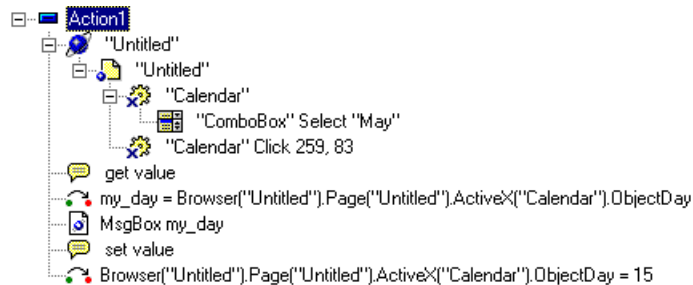 Action1
"Untitled"
"Untitled"
"Calendar"
"ComboBox" Select "May"
"Calendar" Click 259, 83
get value
my_day = Browser("Untitled").Page("Untitled").ActiveX("Calendar").ObjectDay
MsgBox my_day
set value
Browser("Untitled").Page("Untitled").ActiveX("Calendar").ObjectDay = 15